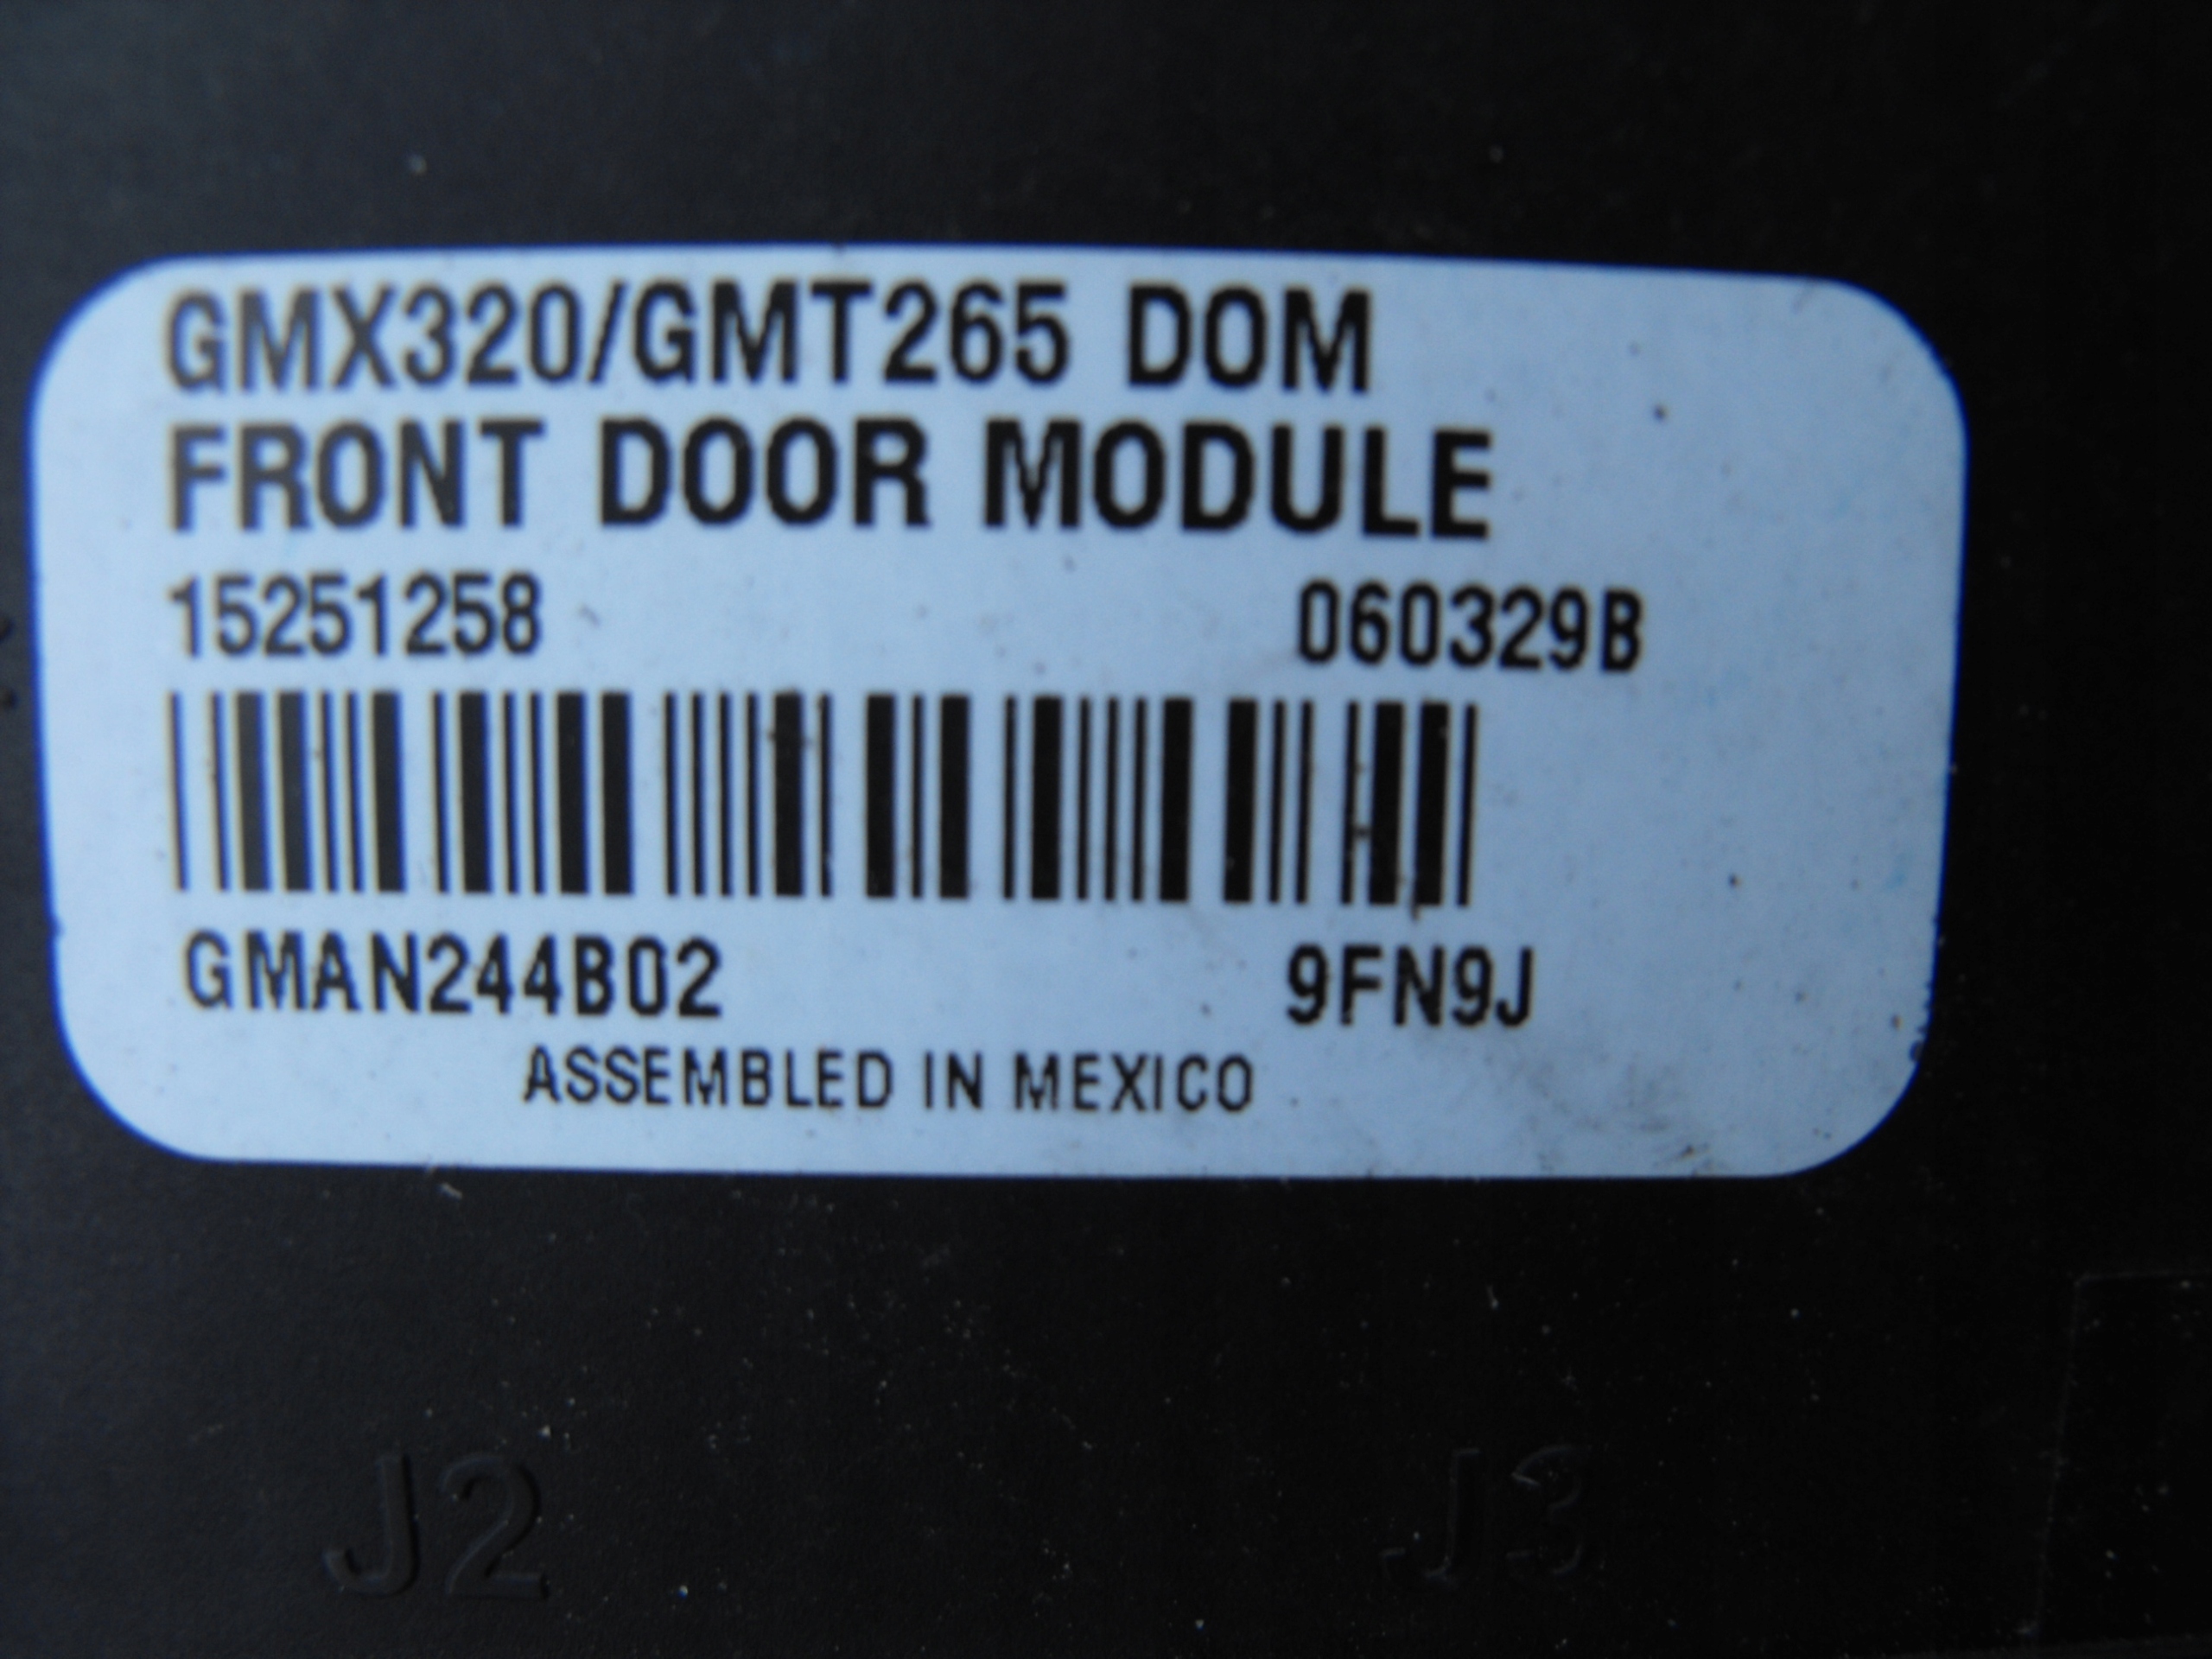 GMX320/GMT265 DOM
FRONT DOOR MODULE
15251258 060329B
GMAN244B02 9FN9J
ASSEMBLED IN MEXICO
J2 J3